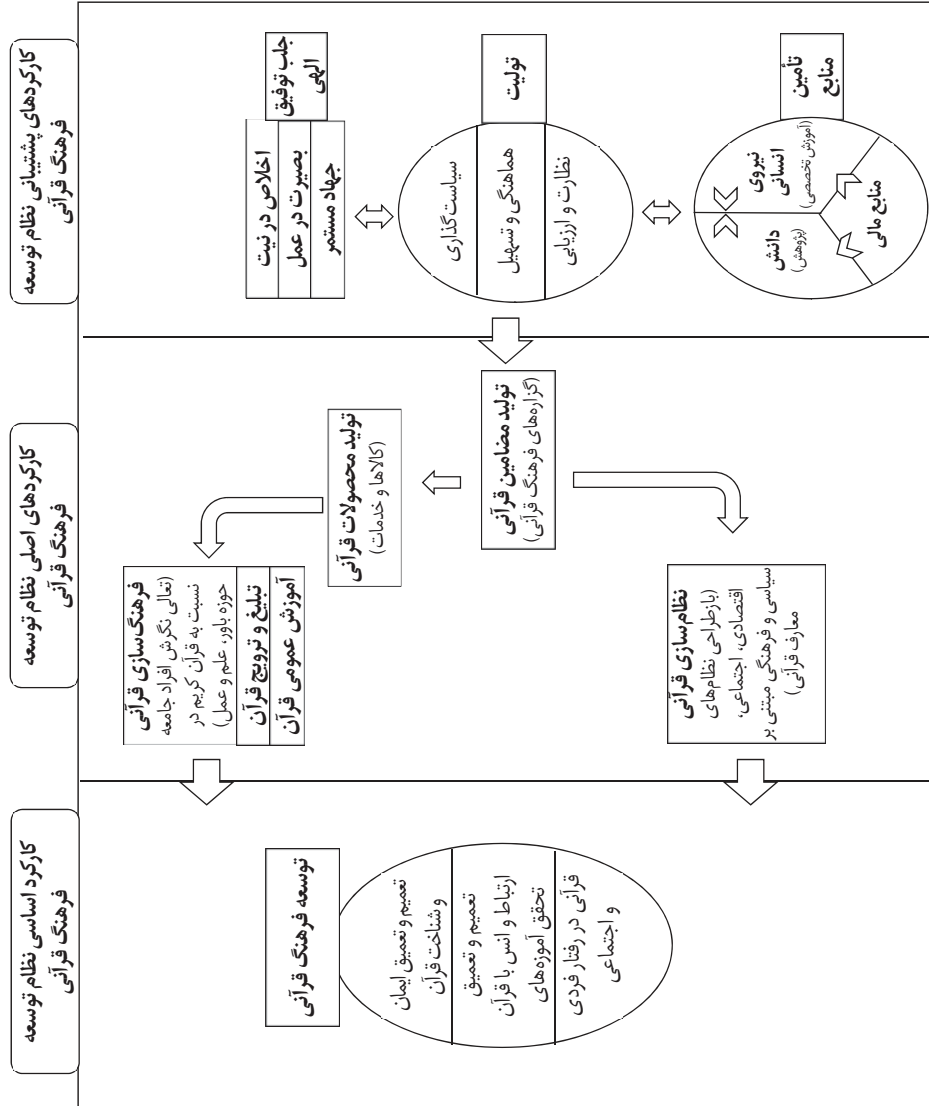 کارکردهای پشتیبانی نظام توسعه
فرهنگ قرآنی
جلب توفیق
الهی
اخلاص در نیت
بصیرت در عمل
جهاد مستمر
تولیت
سیاست‌گذاری
هماهنگی و تسهیل
نظارت و ارزیابی
تأمین
منابع
نیروی
انسانی
(آموزش تخصصی)
دانش
(پژوهش)
منابع مالی
کارکردهای اصلی نظام توسعه
فرهنگ قرآنی
تولید مضامین قرآنی
(گزاره‌های فرهنگ قرآنی)
تولید محصولات قرآنی
(کالاها و خدمات)
فرهنگ‌سازی قرآنی
(تعالی نگرش افراد جامعه
نسبت به قرآن کریم در
حوزه باور، علم و عمل)
تبلیغ و ترویج قرآن
آموزش عمومی قرآن
نظام‌سازی قرآنی
(بازطراحی نظام‌های
اقتصادی، اجتماعی،
سیاسی و فرهنگی مبتنی بر
معارف قرآنی)
کارکرد اساسی نظام توسعه
فرهنگ قرآنی
توسعه فرهنگ قرآنی
تعمیم و تعمیق ایمان
و شناخت قرآن
تعمیم و تعمیق
ارتباط و انس با قرآن
تحقق آموزه‌های
قرآنی در رفتار فردی
و اجتماعی